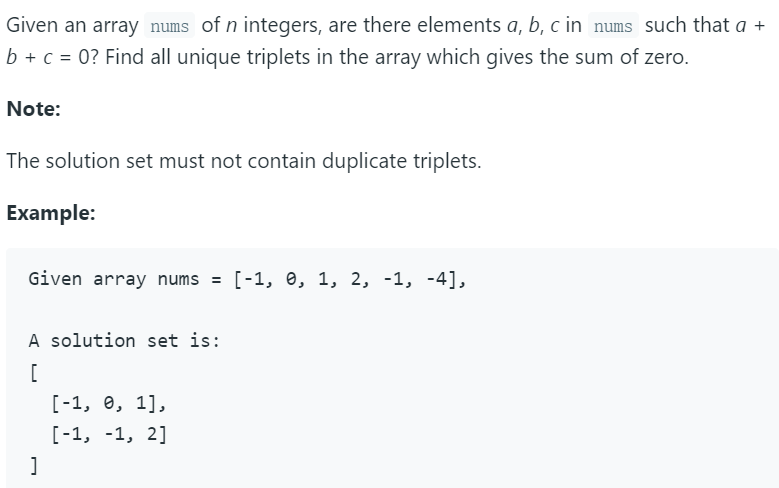 Given an array nums of n integers, are there elements a, b, c in nums such that a +
b + c = 0? Find all unique triplets in the array which gives the sum of zero.
Note:
The solution set must not contain duplicate triplets.
Example:
Given array nums = [-1, 0, 1, 2, -1, -4],
A solution set is:
[
[-1, 0, 1],
[-1, -1, 2]
]